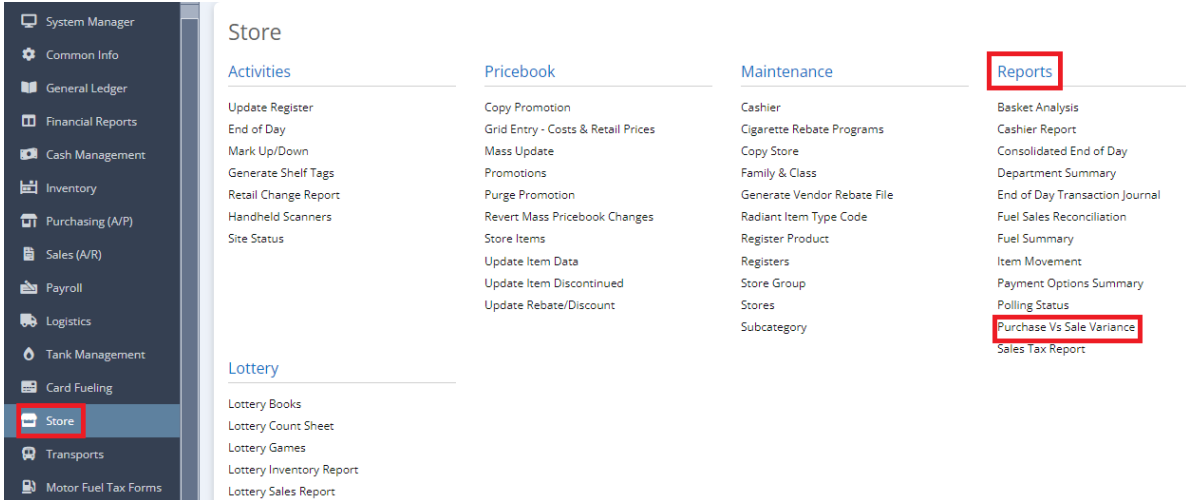 System Manager
Common Info
General Ledger
Financial Reports
Cash Management
Inventory
Purchasing (A/P)
Sales (A/R)
Payroll
Logistics
Tank Management
Card Fueling
Store
Transports
Motor Fuel Tax Forms
Store
Activities
Update Register
End of Day
Mark Up/Down
Generate Shelf Tags
Retail Change Report
Handheld Scanners
Site Status
Pricebook
Copy Promotion
Grid Entry - Costs & Retail Prices
Mass Update
Promotions
Purge Promotion
Revert Mass Pricebook Changes
Store Items
Update Item Data
Update Item Discontinued
Update Rebate/Discount
Maintenance
Cashier
Cigarette Rebate Programs
Copy Store
Family & Class
Generate Vendor Rebate File
Radiant Item Type Code
Register Product
Registers
Store Group
Stores
Subcategory
Reports
Basket Analysis
Cashier Report
Consolidated End of Day
Department Summary
End of Day Transaction Journal
Fuel Sales Reconciliation
Fuel Summary
Item Movement
Payment Options Summary
Polling Status
Purchase Vs Sale Variance
Sales Tax Report
Lottery
Lottery Books
Lottery Count Sheet
Lottery Games
Lottery Inventory Report
Lottery Sales Report